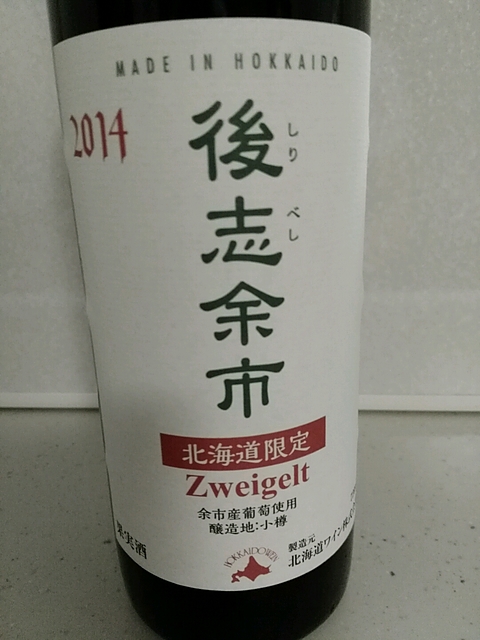 MADE IN HOKKAIDO
2014
後志余市
しりべし
北海道限定
Zweigelt
余市産葡萄使用
醸造地:小樽
果実酒
製造元
北海道ワイン株式